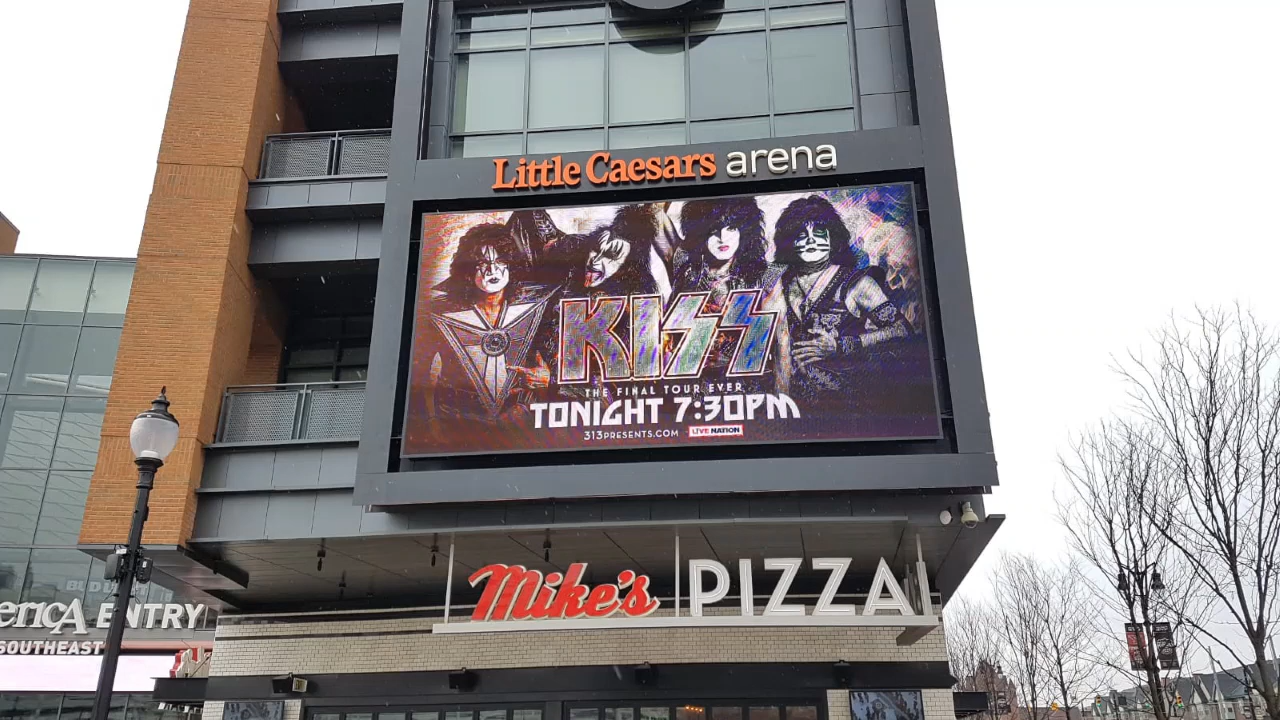 Little Caesars arena
KISS
THE FINAL TOUR EVER
TONIGHT 7:30PM
313PRESENTS.COM LIVE NATION
Mike's PIZZA
ENTRY
SOUTHEAST